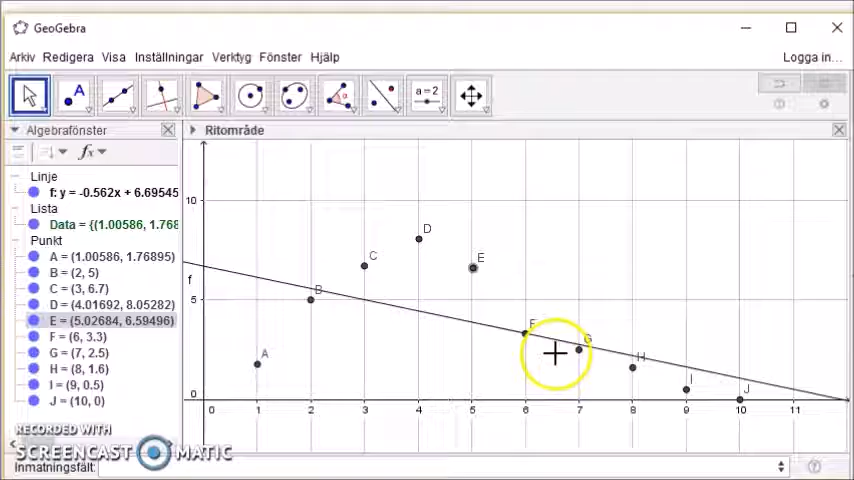 GeoGebra
Arkiv Redigera Visa Inställningar Verktyg Fönster Hjälp
Logga in...
A
α
a = 2
Algebrafönster
Ritområde
fx
Linje
f: y = -0.562x + 6.69545
Lista
Data = {(1.00586, 1.768
Punkt
A = (1.00586, 1.76895)
B = (2, 5)
C = (3, 6.7)
D = (4.01692, 8.05282)
E = (5.02684, 6.59496)
F = (6, 3.3)
G = (7, 2.5)
H = (8, 1.6)
I = (9, 0.5)
J = (10, 0)
10
5
0
f
A
B
C
D
E
F
G
H
I
J
0 1 2 3 4 5 6 7 8 9 10 11
RECORDED WITH
SCREENCAST MATIC
Inmatningsfält: